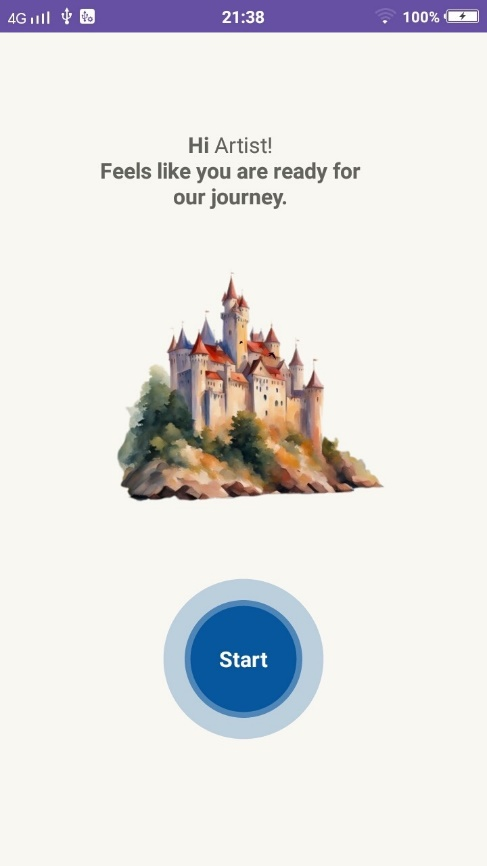 4G 21:38 100%
Hi Artist!
Feels like you are ready for
our journey.
Start